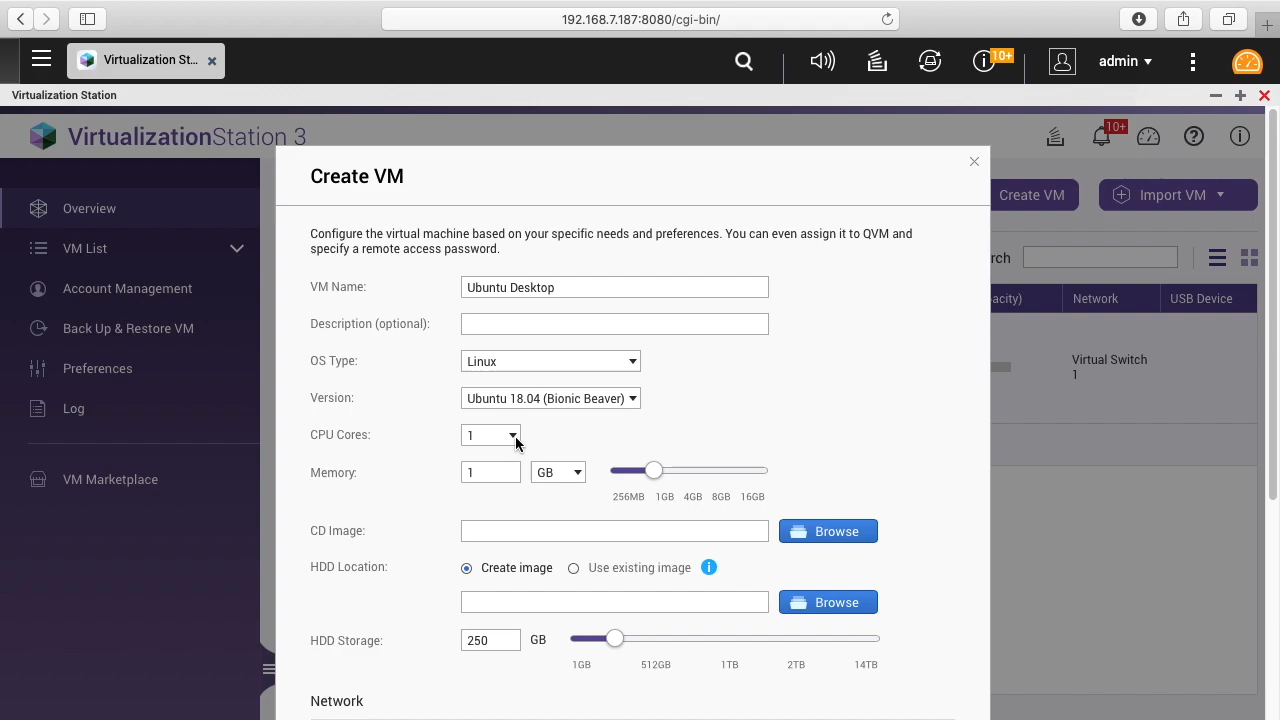 192.168.7.187:8080/cgi-bin/
Virtualization St...
10+
admin
Virtualization Station
VirtualizationStation 3
10+
Overview
VM List
Account Management
Back Up & Restore VM
Preferences
Log
VM Marketplace
Create VM
Import VM
rch
acity)
Network
USB Device
Virtual Switch
1
Create VM
Configure the virtual machine based on your specific needs and preferences. You can even assign it to QVM and
specify a remote access password.
VM Name:
Ubuntu Desktop
Description (optional):
OS Type:
Linux
Version:
Ubuntu 18.04 (Bionic Beaver)
CPU Cores:
1
Memory:
1
GB
256MB 1GB 4GB 8GB 16GB
CD Image:
Browse
HDD Location:
Create image
Use existing image
Browse
HDD Storage:
250
GB
1GB 512GB 1TB 2TB 14TB
Network